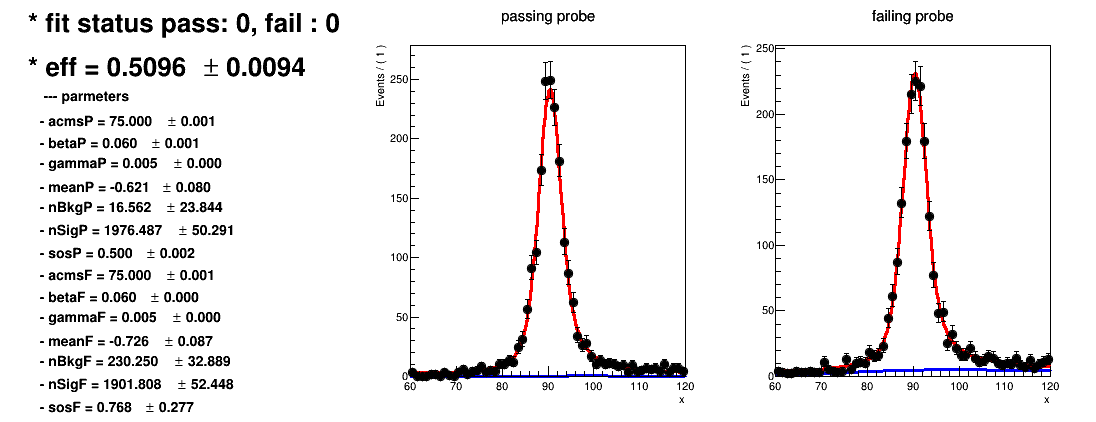 * fit status pass: 0, fail : 0
* eff = 0.5096 ± 0.0094
--- parmeters
- acmsP = 75.000 ± 0.001
- betaP = 0.060 ± 0.001
- gammaP = 0.005 ± 0.000
- meanP = -0.621 ± 0.080
- nBkgP = 16.562 ± 23.844
- nSigP = 1976.487 ± 50.291
- sosP = 0.500 ± 0.002
- acmsF = 75.000 ± 0.001
- betaF = 0.060 ± 0.000
- gammaF = 0.005 ± 0.000
- meanF = -0.726 ± 0.087
- nBkgF = 230.250 ± 32.889
- nSigF = 1901.808 ± 52.448
- sosF = 0.768 ± 0.277
passing probe
Events / ( 1 )
250
200
150
100
50
0
60 70 80 90 100 110 120
x
failing probe
Events / ( 1 )
250
200
150
100
50
0
60 70 80 90 100 110 120
x